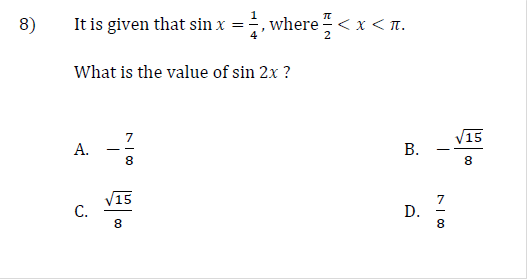 8) It is given that sin x = 1/4, where π/2 < x < π.
What is the value of sin 2x ?
A. −7/8 B. −√15/8
C. √15/8 D. 7/8